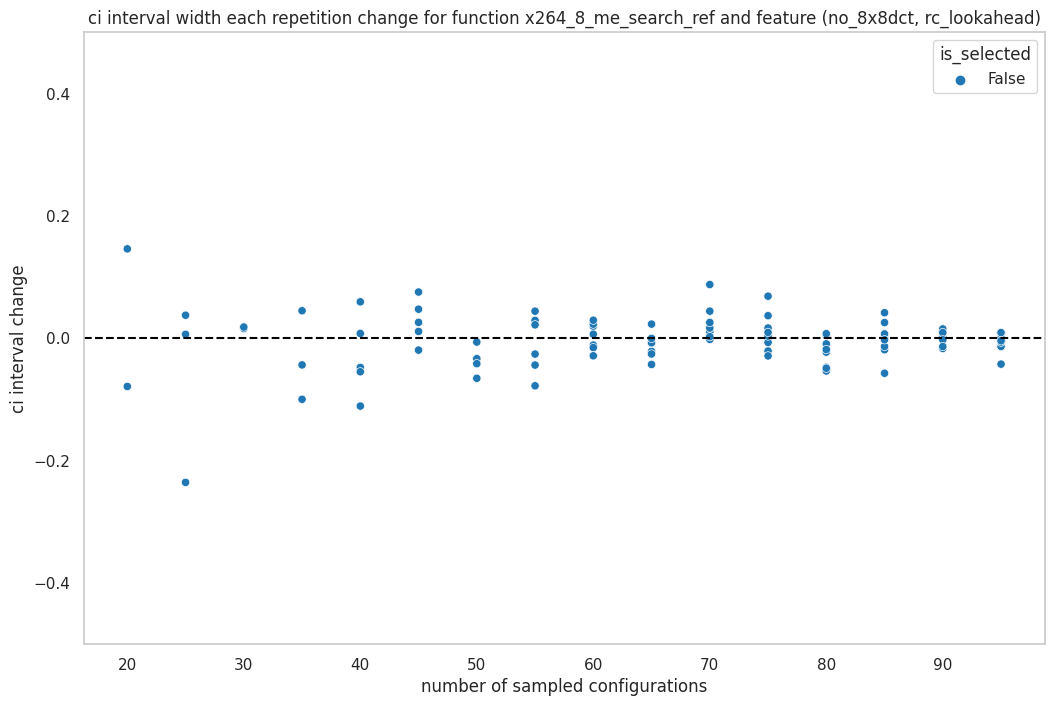 ci interval width each repetition change for function x264_8_me_search_ref and feature (no_8x8dct, rc_lookahead)
is_selected
False
0.4
0.2
0.0
−0.2
−0.4
ci interval change
20
30
40
50
60
70
80
90
number of sampled configurations